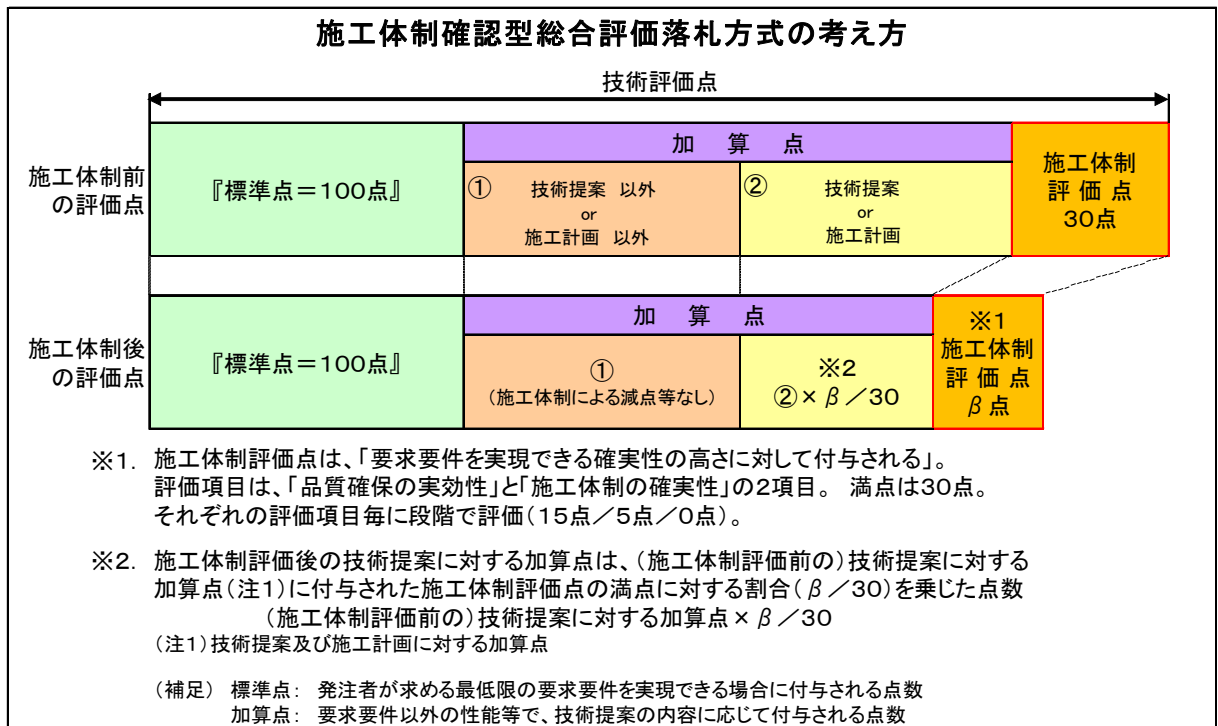 施工体制確認型総合評価落札方式の考え方
技術評価点
施工体制前
の評価点
『標準点＝100点』
加　算　点
① 技術提案 以外
or
施工計画 以外
② 技術提案
or
施工計画
施工体制
評 価 点
30点
施工体制後
の評価点
『標準点＝100点』
加　算　点
①
（施工体制による減点等なし）
※2
②×β／30
※1
施工体制
評 価 点
β点
※1. 施工体制評価点は、「要求要件を実現できる確実性の高さに対して付与される」。
評価項目は、「品質確保の実効性」と「施工体制の確実性」の2項目。 満点は30点。
それぞれの評価項目毎に段階で評価（15点／5点／0点）。
※2. 施工体制評価後の技術提案に対する加算点は、（施工体制評価前の）技術提案に対する
加算点（注1）に付与された施工体制評価点の満点に対する割合（β／30）を乗じた点数
（施工体制評価前の）技術提案に対する加算点×β／30
（注1）技術提案及び施工計画に対する加算点
（補足） 標準点： 発注者が求める最低限の要求要件を実現できる場合に付与される点数
加算点： 要求要件以外の性能等で、技術提案の内容に応じて付与される点数